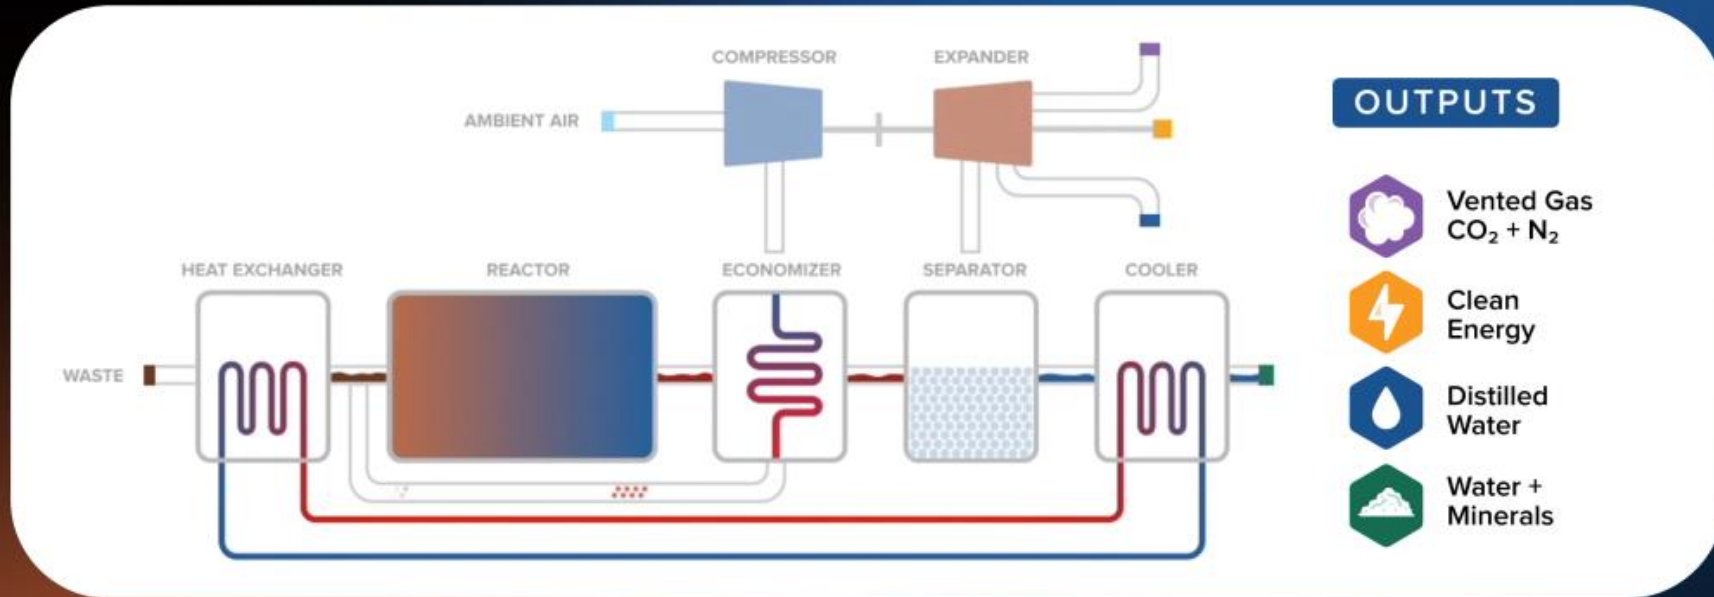 COMPRESSOR
EXPANDER
AMBIENT AIR
HEAT EXCHANGER
REACTOR
ECONOMIZER
SEPARATOR
COOLER
WASTE
OUTPUTS
Vented Gas
CO₂ + N₂
Clean
Energy
Distilled
Water
Water +
Minerals